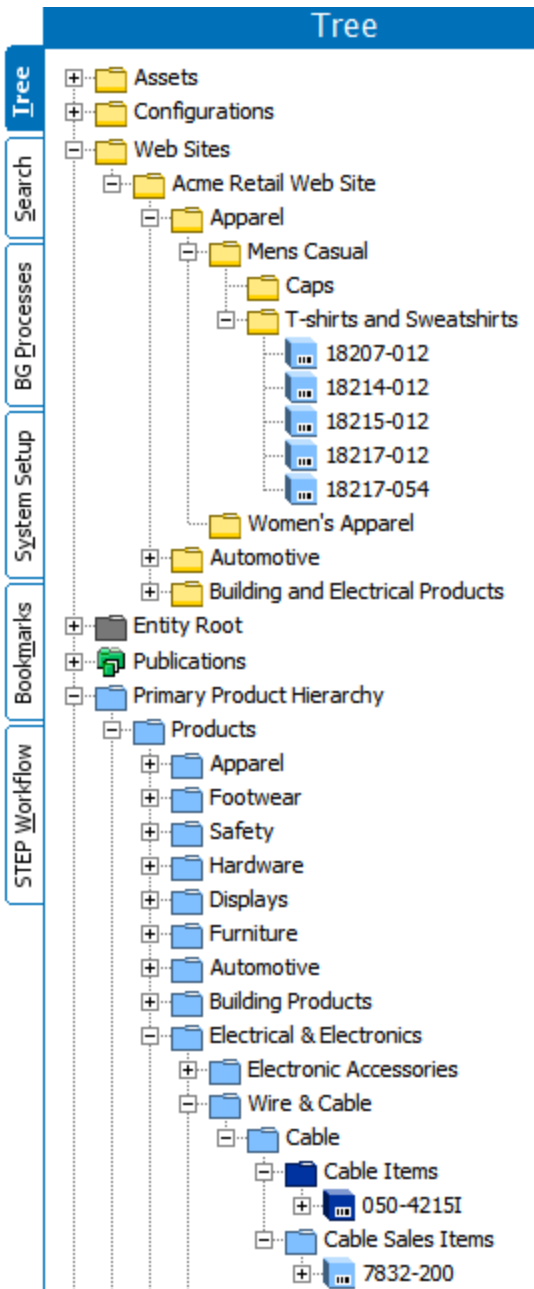 Tree
Tree
Search
BG Processes
System Setup
Bookmarks
STEP Workflow
Assets
Configurations
Web Sites
Acme Retail Web Site
Apparel
Mens Casual
Caps
T-shirts and Sweatshirts
18207-012
18214-012
18215-012
18217-012
18217-054
Women's Apparel
Automotive
Building and Electrical Products
Entity Root
Publications
Primary Product Hierarchy
Products
Apparel
Footwear
Safety
Hardware
Displays
Furniture
Automotive
Building Products
Electrical & Electronics
Electronic Accessories
Wire & Cable
Cable
Cable Items
050-4215I
Cable Sales Items
7832-200